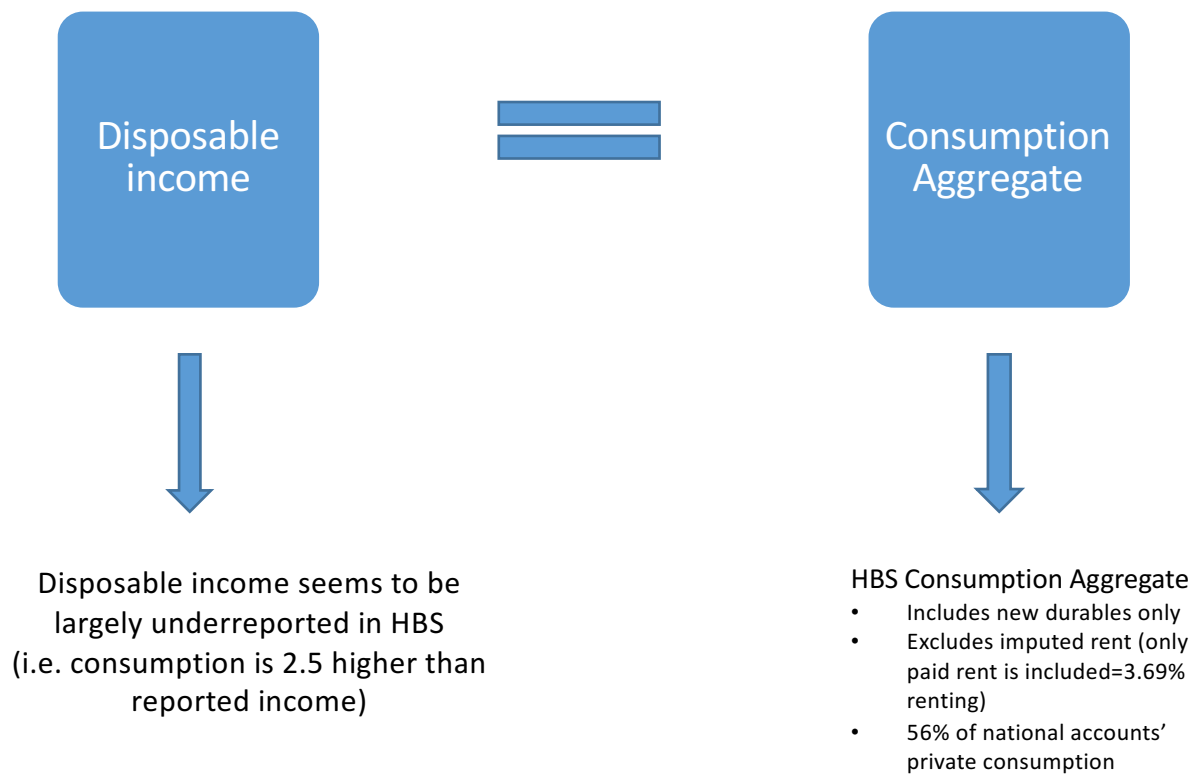 Disposable
income
Consumption
Aggregate
Disposable income seems to be
largely underreported in HBS
(i.e. consumption is 2.5 higher than
reported income)
HBS Consumption Aggregate
• Includes new durables only
• Excludes imputed rent (only
paid rent is included=3.69%
renting)
• 56% of national accounts’
private consumption